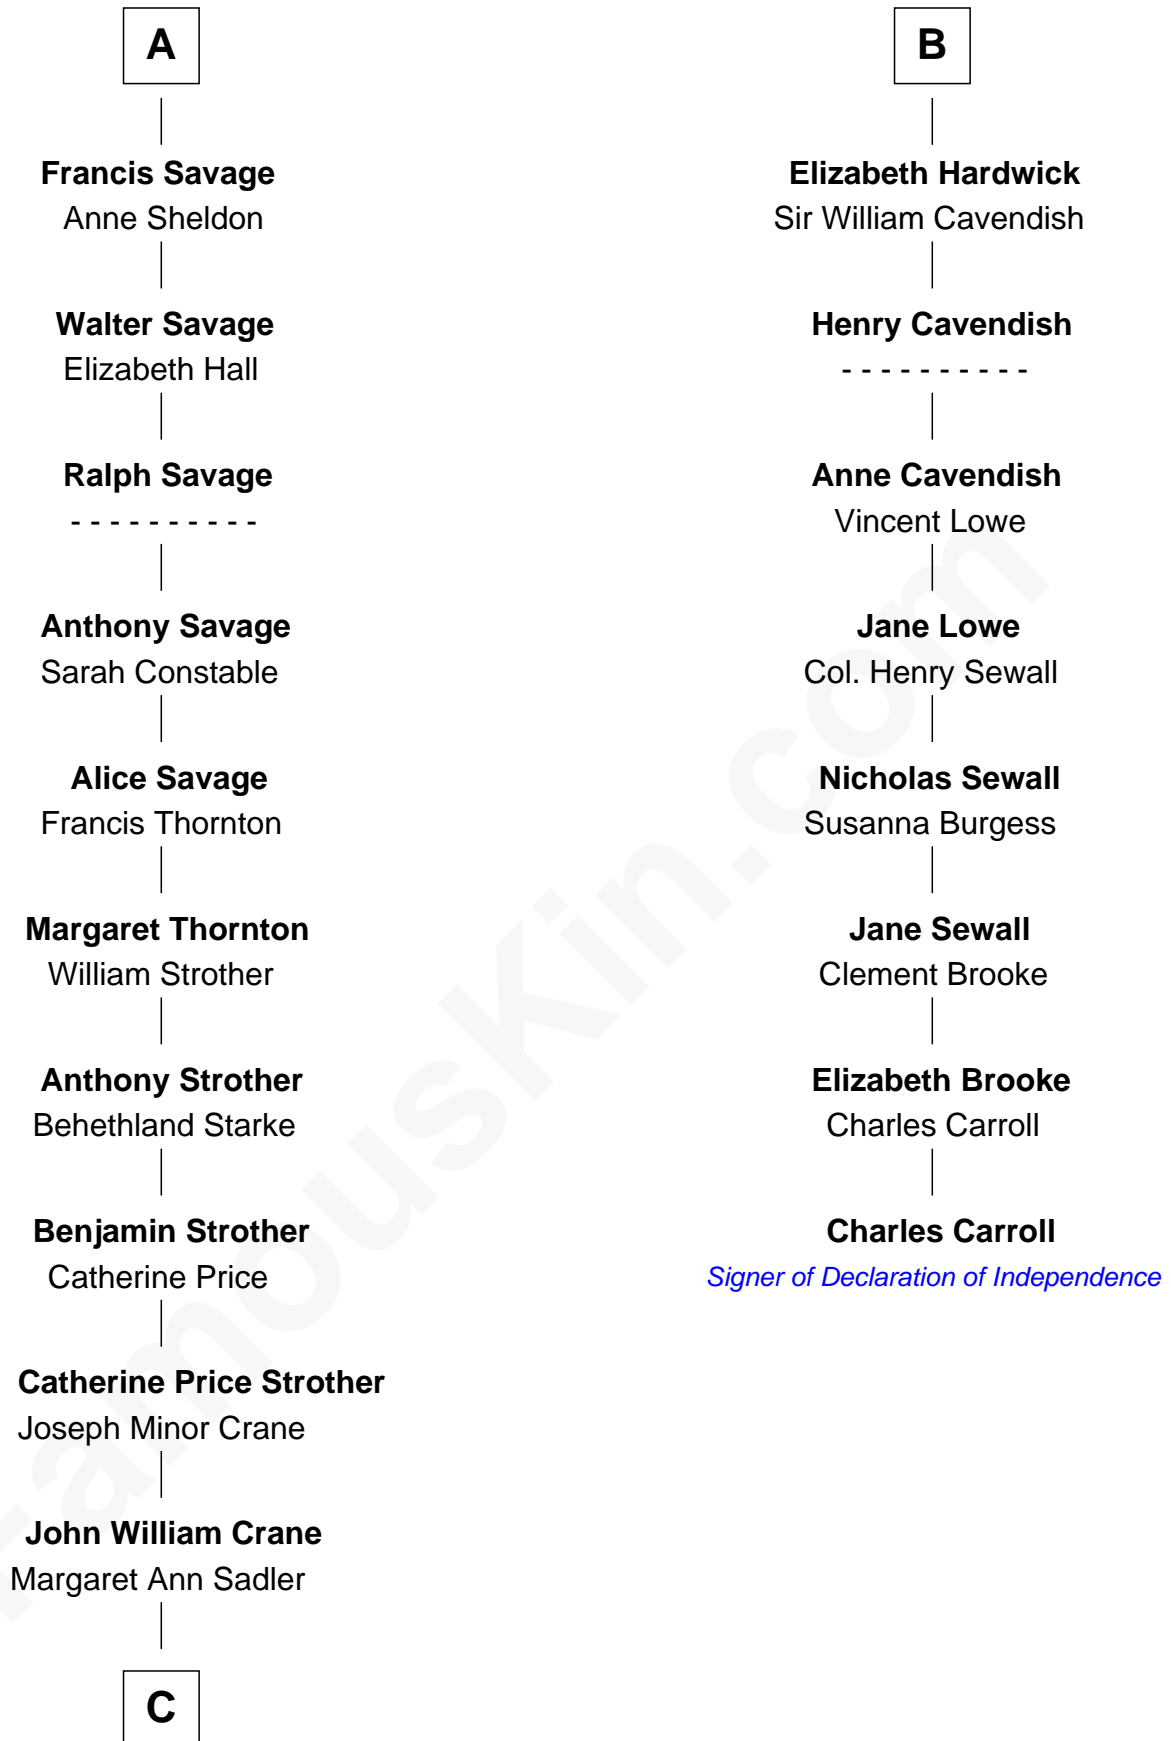 A
Francis Savage
Anne Sheldon
Walter Savage
Elizabeth Hall
Ralph Savage
- - - - - - - - - -
Anthony Savage
Sarah Constable
Alice Savage
Francis Thornton
Margaret Thornton
William Strother
Anthony Strother
Behethland Starke
Benjamin Strother
Catherine Price
Catherine Price Strother
Joseph Minor Crane
John William Crane
Margaret Ann Sadler
C
B
Elizabeth Hardwick
Sir William Cavendish
Henry Cavendish
- - - - - - - - - -
Anne Cavendish
Vincent Lowe
Jane Lowe
Col. Henry Sewall
Nicholas Sewall
Susanna Burgess
Jane Sewall
Clement Brooke
Elizabeth Brooke
Charles Carroll
Charles Carroll
Signer of Declaration of Independence
FamousKin.com